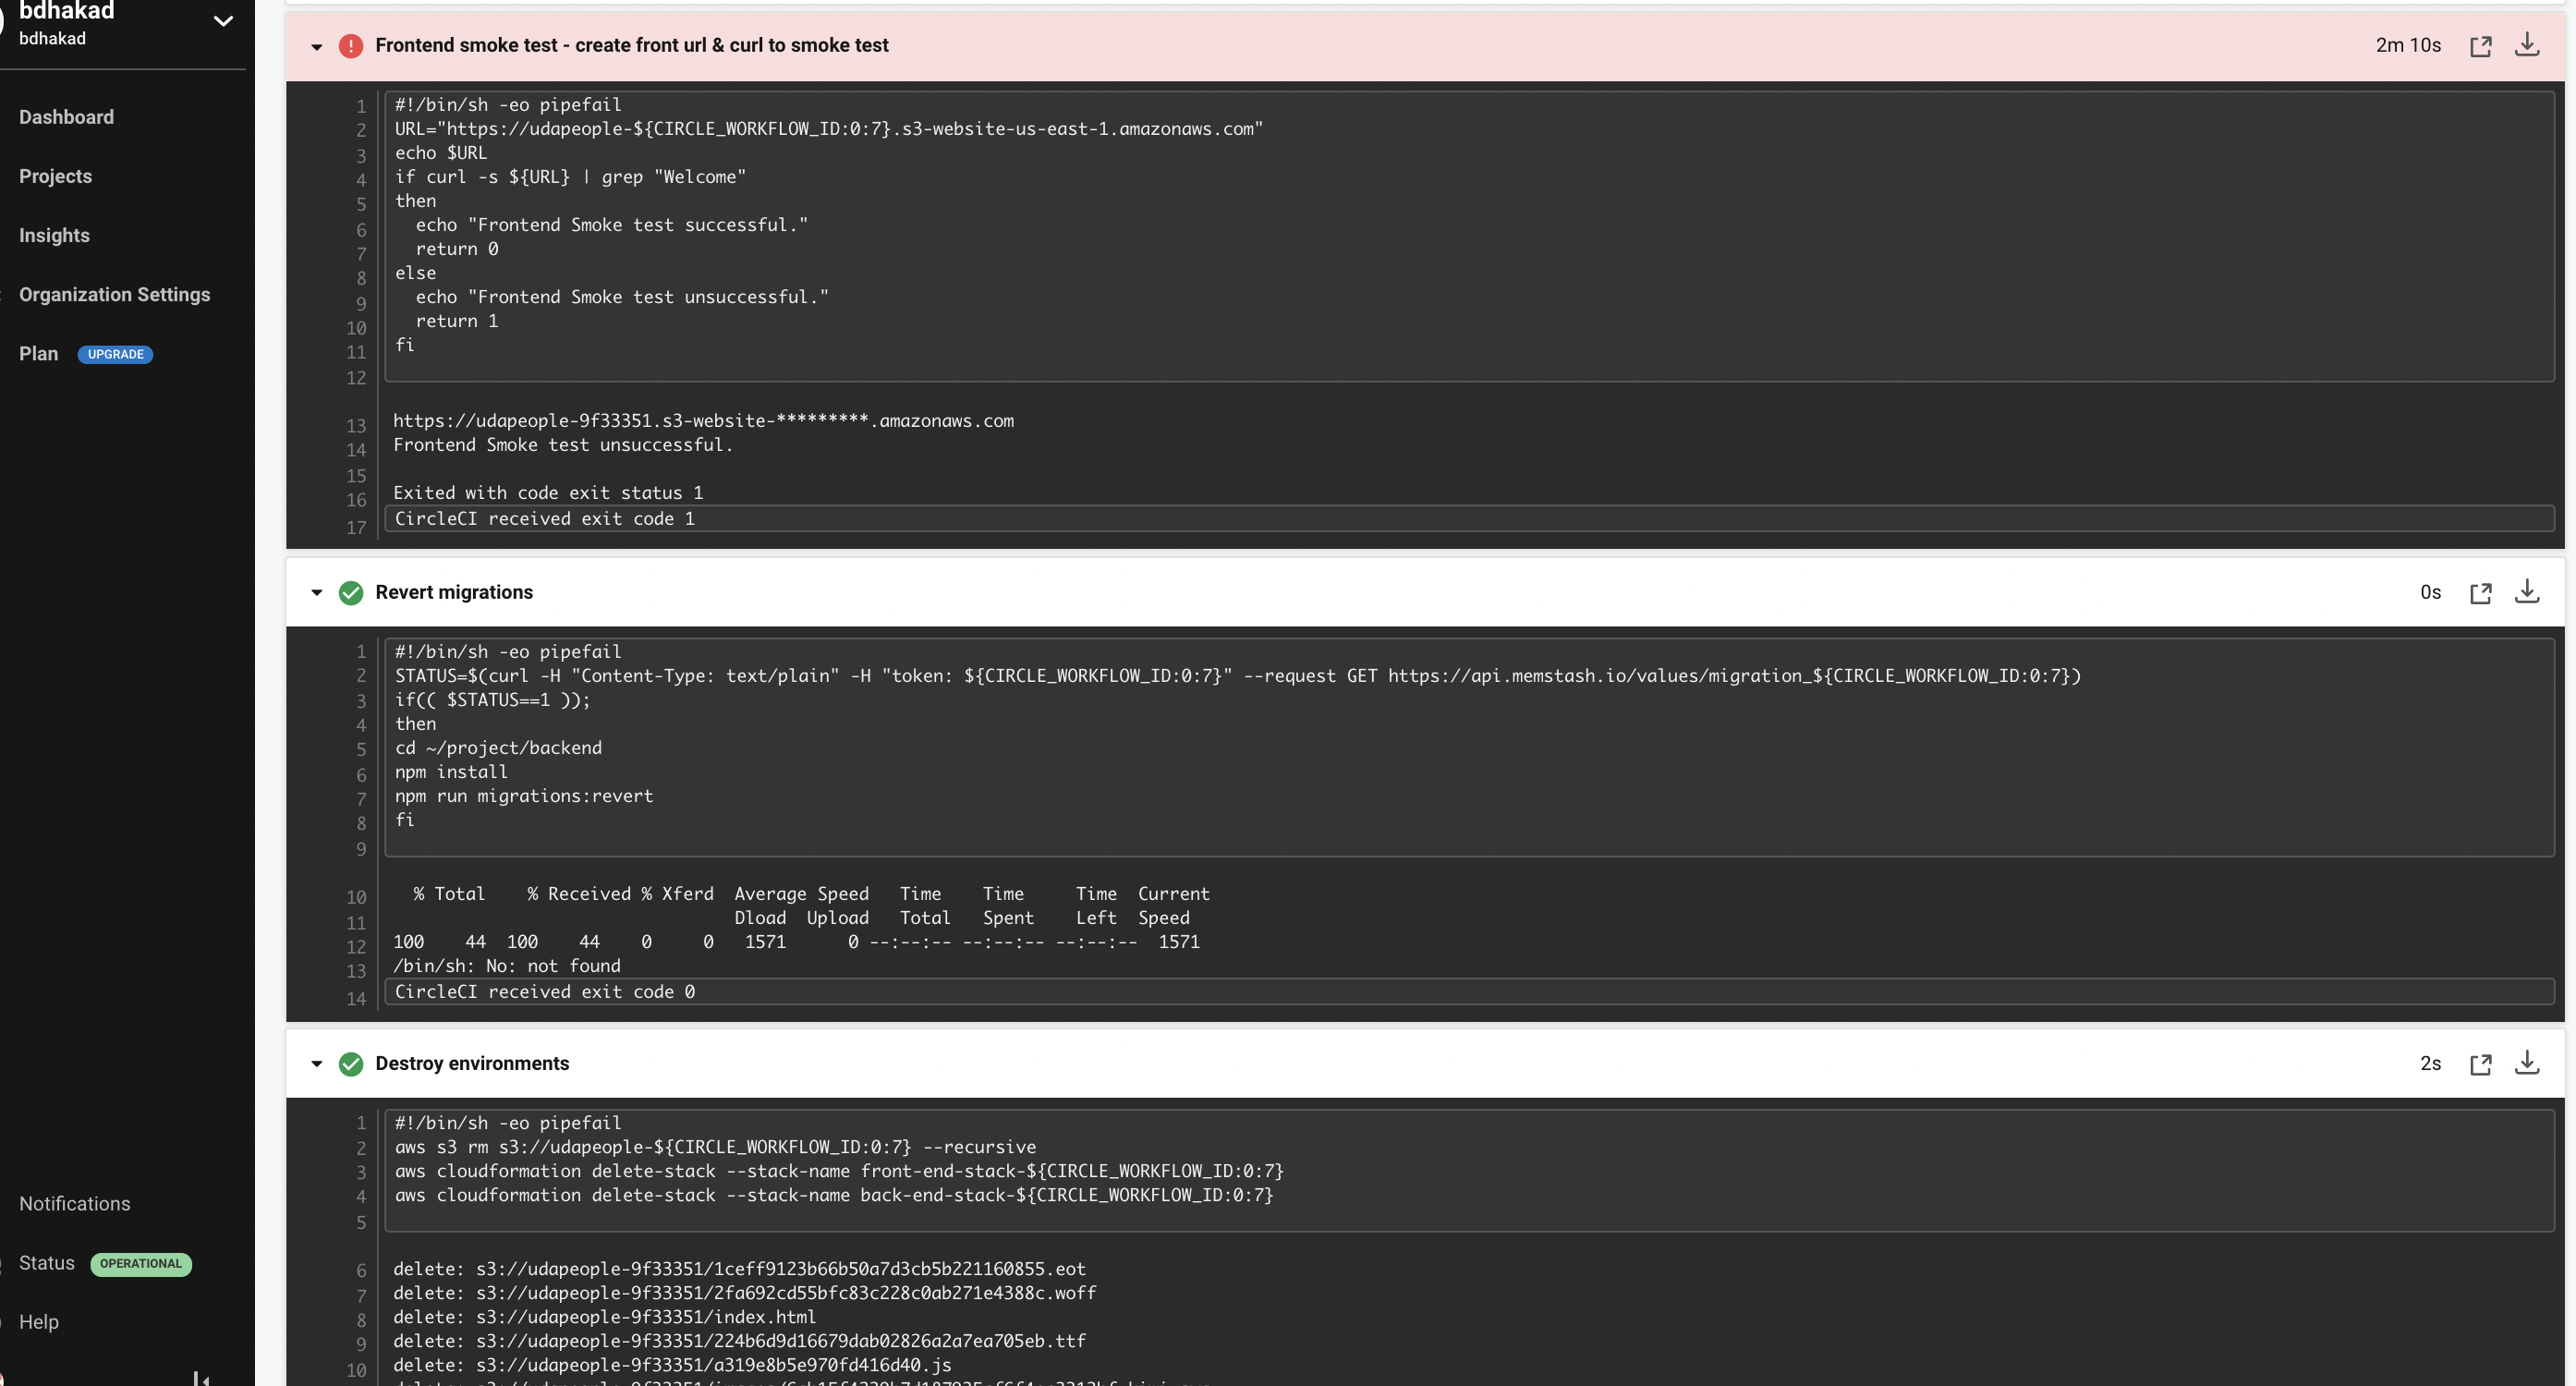 bdhakad
bdhakad
Dashboard
Projects
Insights
Organization Settings
Plan UPGRADE
Notifications
Status OPERATIONAL
Help
Frontend smoke test - create front url & curl to smoke test 2m 10s
1 #!/bin/sh -eo pipefail
2 URL="https://udapeople-${CIRCLE_WORKFLOW_ID:0:7}.s3-website-us-east-1.amazonaws.com"
3 echo $URL
4 if curl -s ${URL} | grep "Welcome"
5 then
6 echo "Frontend Smoke test successful."
7 return 0
8 else
9 echo "Frontend Smoke test unsuccessful."
10 return 1
11 fi
12
13 https://udapeople-9f33351.s3-website-*********.amazonaws.com
14 Frontend Smoke test unsuccessful.
15
16 Exited with code exit status 1
17 CircleCI received exit code 1
Revert migrations 0s
1 #!/bin/sh -eo pipefail
2 STATUS=$(curl -H "Content-Type: text/plain" -H "token: ${CIRCLE_WORKFLOW_ID:0:7}" --request GET https://api.memstash.io/values/migration_${CIRCLE_WORKFLOW_ID:0:7})
3 if(( $STATUS==1 ));
4 then
5 cd ~/project/backend
6 npm install
7 npm run migrations:revert
8 fi
9
10 % Total % Received % Xferd Average Speed Time Time Time Current
11 Dload Upload Total Spent Left Speed
12 100 44 100 44 0 0 1571 0 --:--:-- --:--:-- --:--:-- 1571
13 /bin/sh: No: not found
14 CircleCI received exit code 0
Destroy environments 2s
1 #!/bin/sh -eo pipefail
2 aws s3 rm s3://udapeople-${CIRCLE_WORKFLOW_ID:0:7} --recursive
3 aws cloudformation delete-stack --stack-name front-end-stack-${CIRCLE_WORKFLOW_ID:0:7}
4 aws cloudformation delete-stack --stack-name back-end-stack-${CIRCLE_WORKFLOW_ID:0:7}
5
6 delete: s3://udapeople-9f33351/1ceff9123b66b50a7d3cb5b221160855.eot
7 delete: s3://udapeople-9f33351/2fa692cd55bfc83c228c0ab271e4388c.woff
8 delete: s3://udapeople-9f33351/index.html
9 delete: s3://udapeople-9f33351/224b6d9d16679dab02826a2a7ea705eb.ttf
10 delete: s3://udapeople-9f33351/a319e8b5e970fd416d40.js